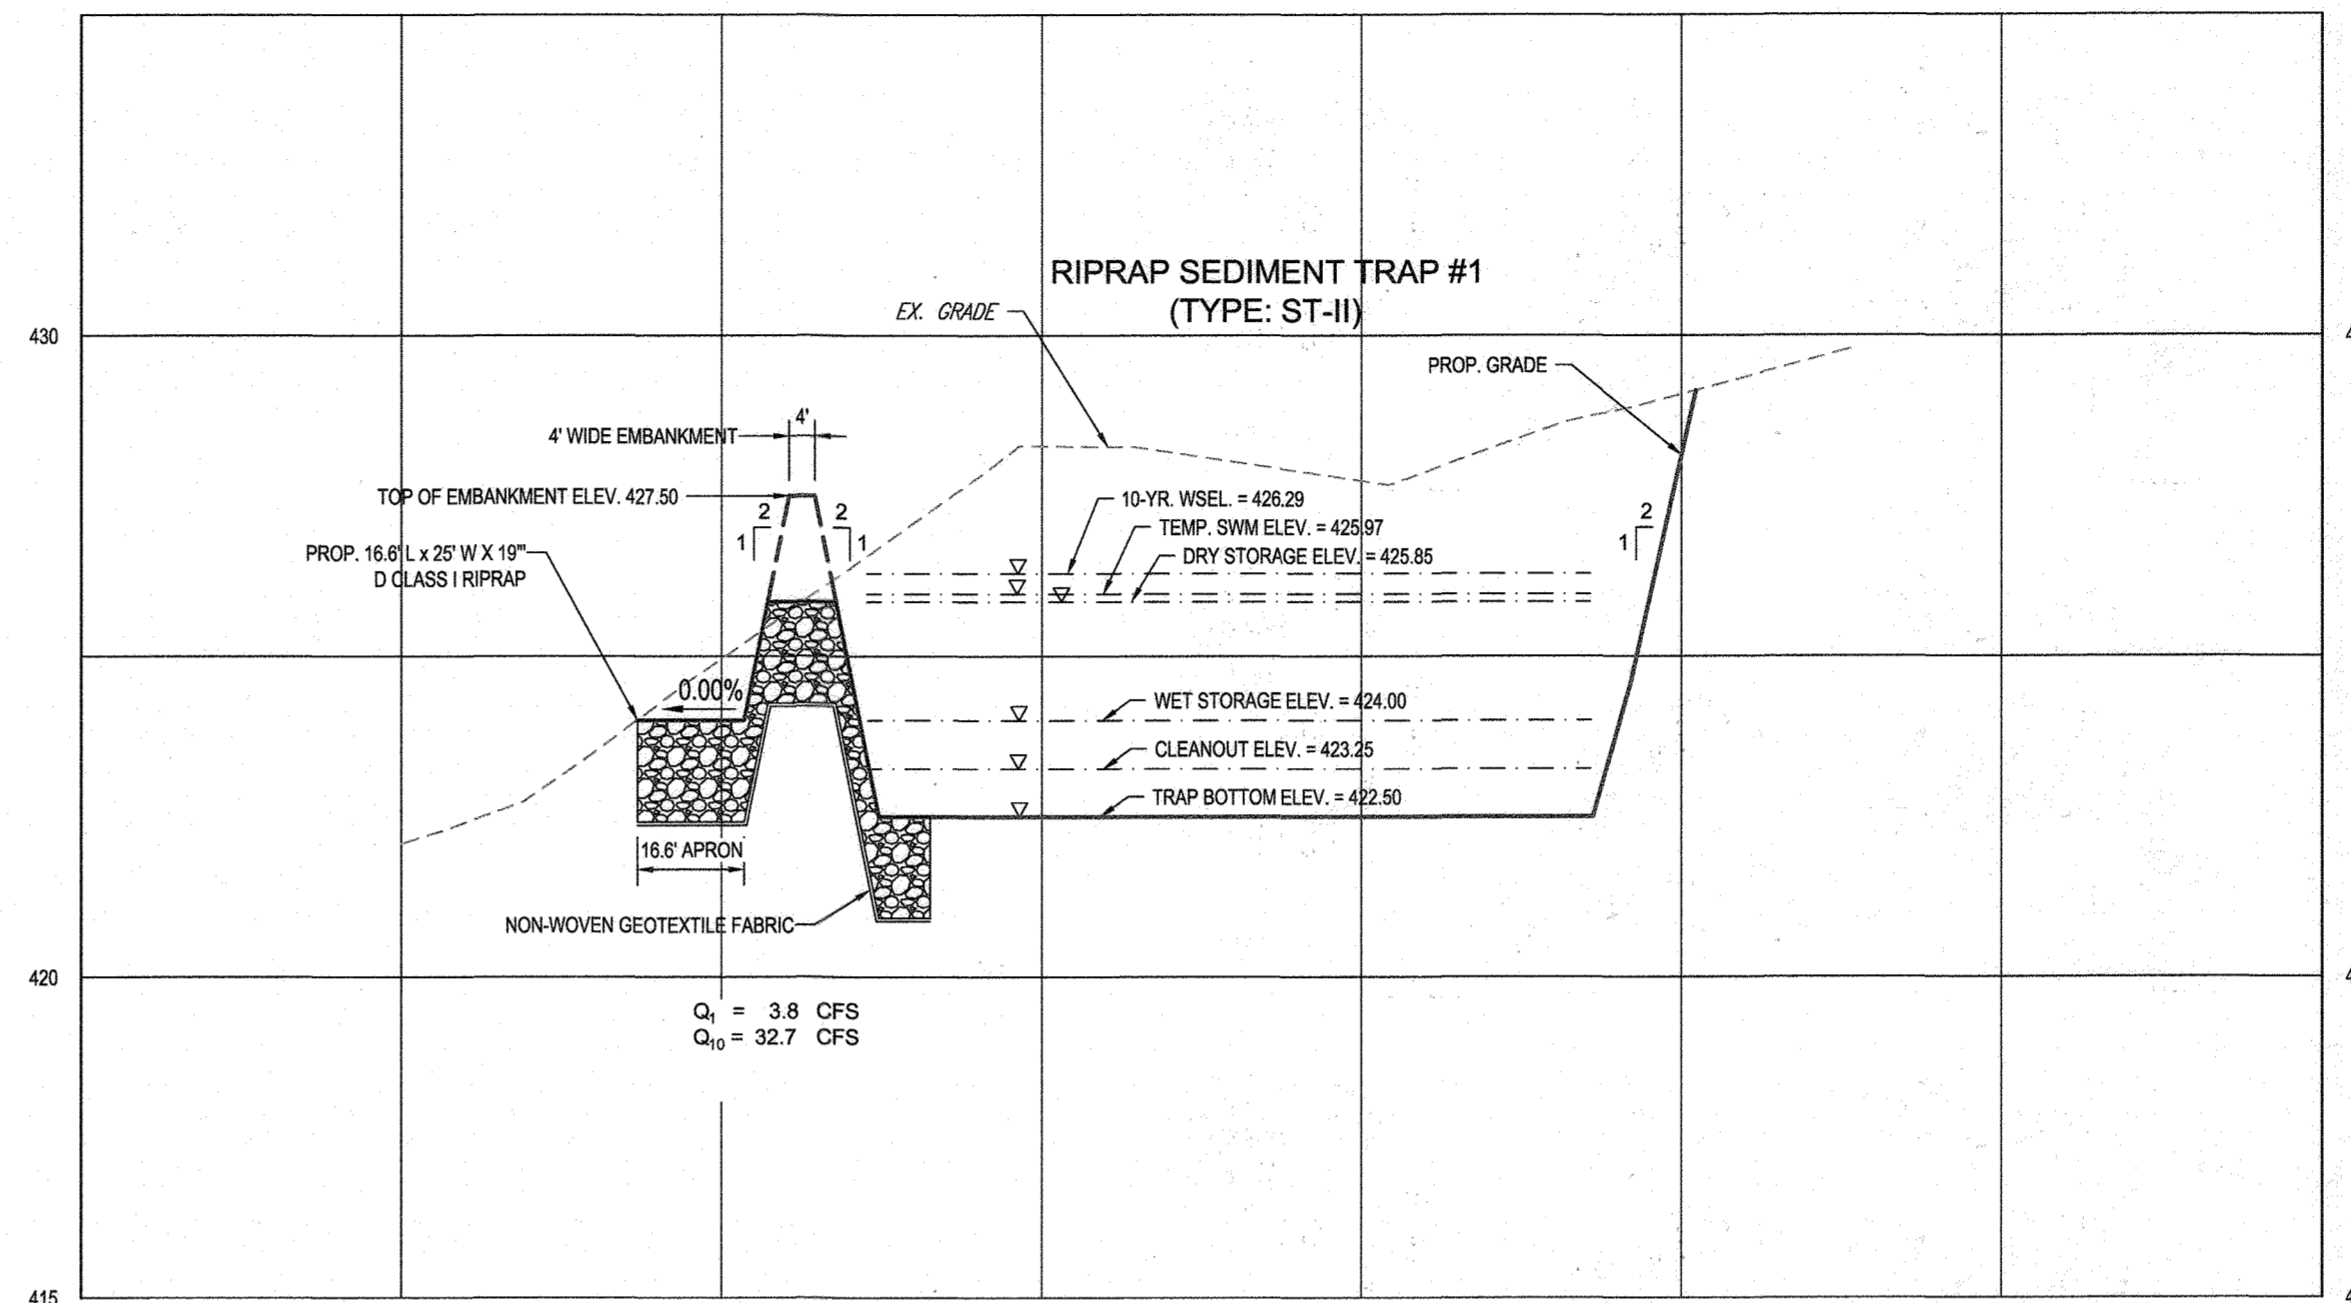 RIPRAP SEDIMENT TRAP #1
(TYPE: ST-II)
EX. GRADE
430
4
PROP. GRADE
4'
4' WIDE EMBANKMENT
TOP OF EMBANKMENT ELEV. 427.50
10-YR. WSEL. = 426.29
2
2
2
TEMP. SWM ELEV. = 425.97
1
1
1
PROP. 16.6' L x 25' W X 19'"
DRY STORAGE ELEV. = 425.85
D CLASS I RIPRAP
0.00%
WET STORAGE ELEV. = 424.00
CLEANOUT ELEV. = 423.25
TRAP BOTTOM ELEV. = 422.50
16.6' APRON
NON-WOVEN GEOTEXTILE FABRIC
420
4
Q1 = 3.8 CFS
Q10 = 32.7 CFS
415